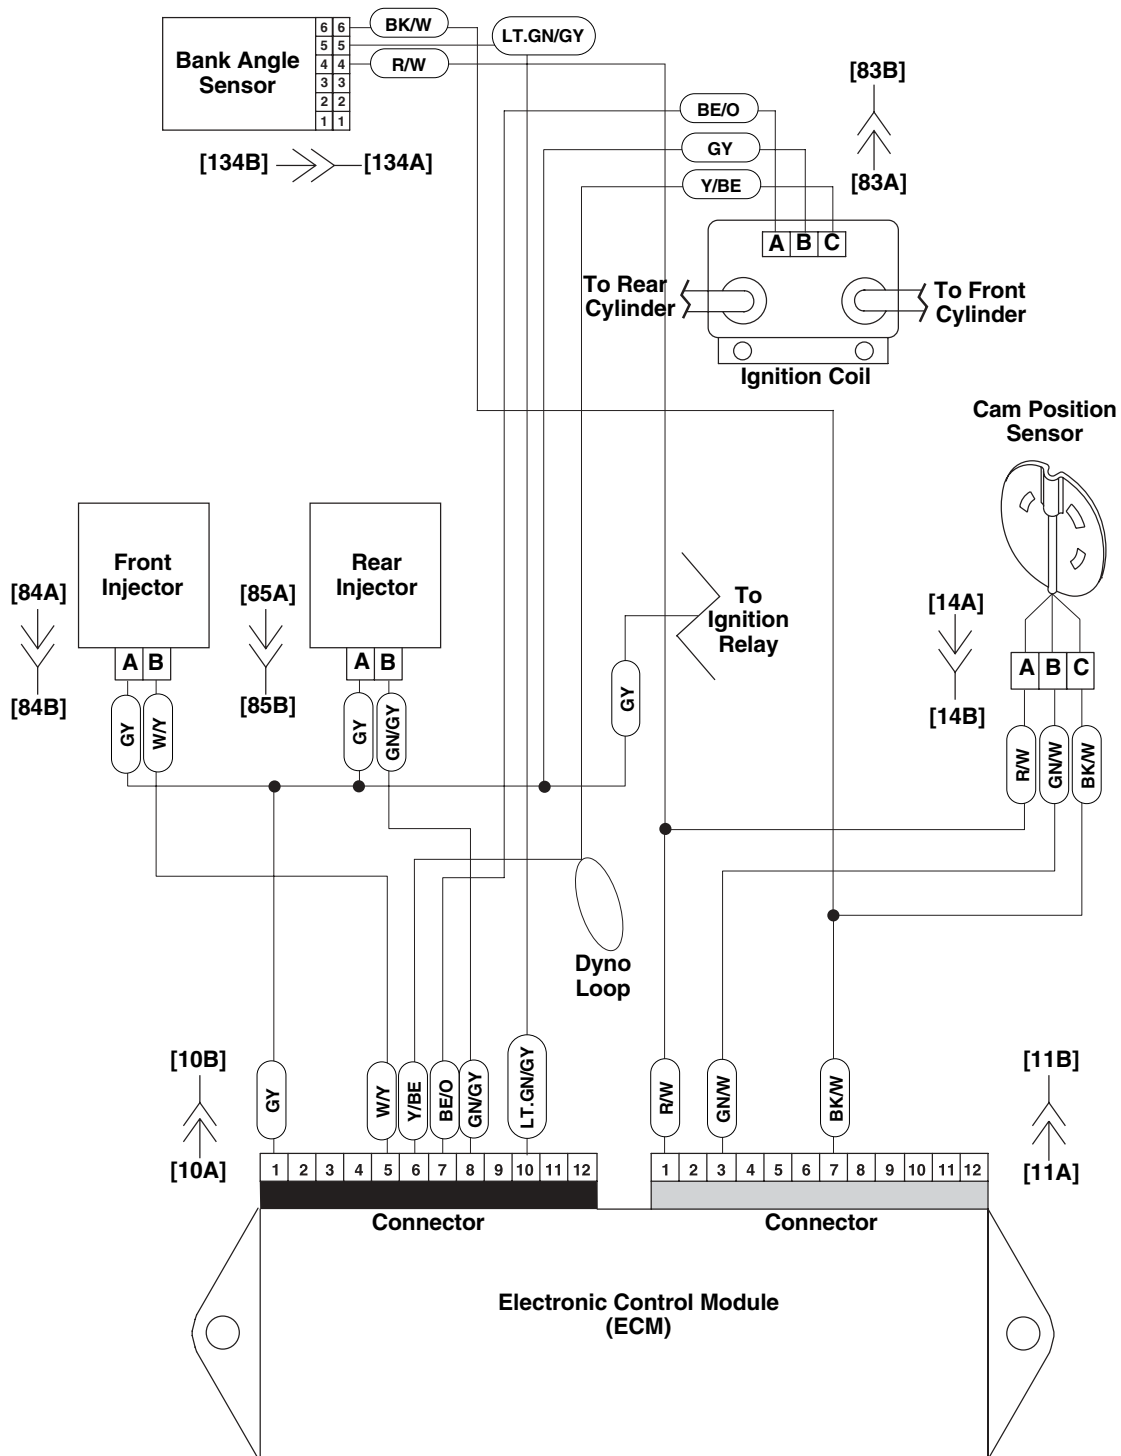 6 6
5 5
4 4
3 3
2 2
1 1
Bank Angle
Sensor
BK/W
LT.GN/GY
R/W
[134B]
[134A]
BE/O
GY
Y/BE
[83B]
[83A]
A B C
To Rear
Cylinder
To Front
Cylinder
Ignition Coil
Cam Position
Sensor
Front
Injector
Rear
Injector
[84A]
[84B]
[85A]
[85B]
A B
A B
GY
W/Y
GY
GN/GY
To
Ignition
Relay
GY
[14A]
[14B]
A B C
R/W
GN/W
BK/W
Dyno
Loop
[10B]
[10A]
GY
W/Y
Y/BE
BE/O
GN/GY
LT.GN/GY
R/W
GN/W
BK/W
[11B]
[11A]
1 2 3 4 5 6 7 8 9 10 11 12
1 2 3 4 5 6 7 8 9 10 11 12
Connector
Connector
Electronic Control Module
(ECM)